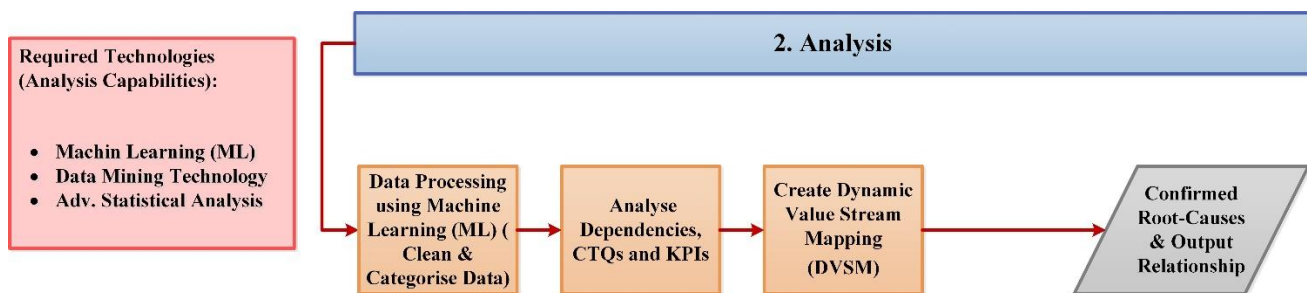 Required Technologies
(Analysis Capabilities):
• Machin Learning (ML)
• Data Mining Technology
• Adv. Statistical Analysis
2. Analysis
Data Processing
using Machine
Learning (ML) (
Clean &
Categorise Data)
Analyse
Dependencies,
CTQs and KPIs
Create Dynamic
Value Stream
Mapping
(DVSM)
Confirmed
Root-Causes
& Output
Relationship